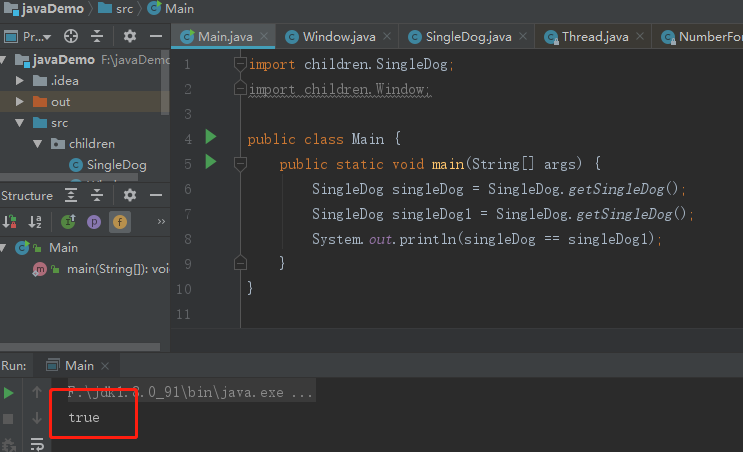 javaDemo src Main
Pr... Main.java Window.java SingleDog.java Thread.java NumberFor
javaDemo F:\javaDemo
.idea
out
src
children
SingleDog
Structure
Main
main(String[]): voi
1 import children.SingleDog;
2 import children.Window;
3
4 public class Main {
5 public static void main(String[] args) {
6 SingleDog singleDog = SingleDog.getSingleDog();
7 SingleDog singleDog1 = SingleDog.getSingleDog();
8 System.out.println(singleDog == singleDog1);
9 }
10 }
11
Run: Main
F:\jdk1.8.0_91\bin\java.exe ...
true